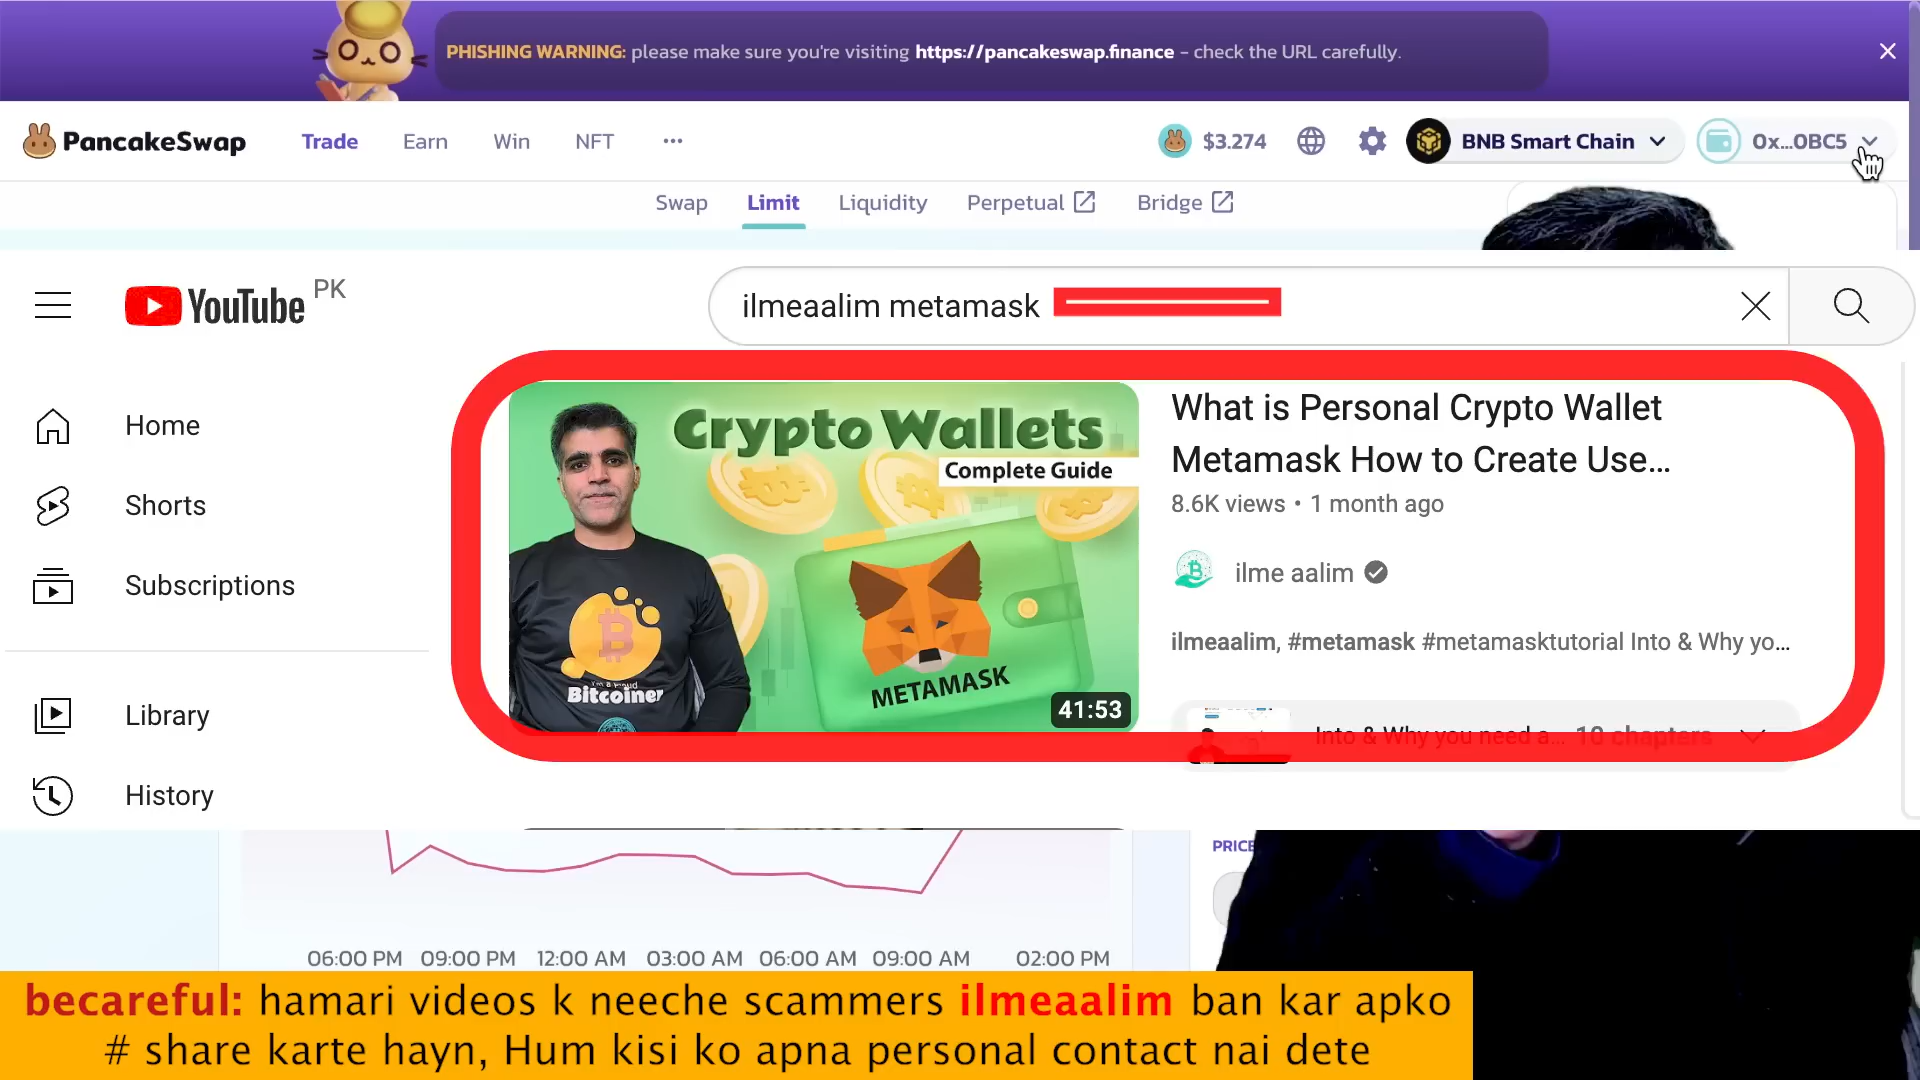 PHISHING WARNING: please make sure you're visiting https://pancakeswap.finance - check the URL carefully.
PancakeSwap Trade Earn Win NFT $3.274 BNB Smart Chain 0x...0BC5
Swap Limit Liquidity Perpetual Bridge
YouTube PK
ilmeaalim metamask
Home
Shorts
Subscriptions
Library
History
Crypto Wallets
Complete Guide
I'm a Proud
Bitcoiner
METAMASK
41:53
What is Personal Crypto Wallet
Metamask How to Create Use...
8.6K views • 1 month ago
ilme aalim
ilmeaalim, #metamask #metamasktutorial Into & Why yo...
Into & Why you need a... 10 chapters
PRICE
06:00 PM 09:00 PM 12:00 AM 03:00 AM 06:00 AM 09:00 AM 02:00 PM
becareful: hamari videos k neeche scammers ilmeaalim ban kar apko
# share karte hayn, Hum kisi ko apna personal contact nai dete